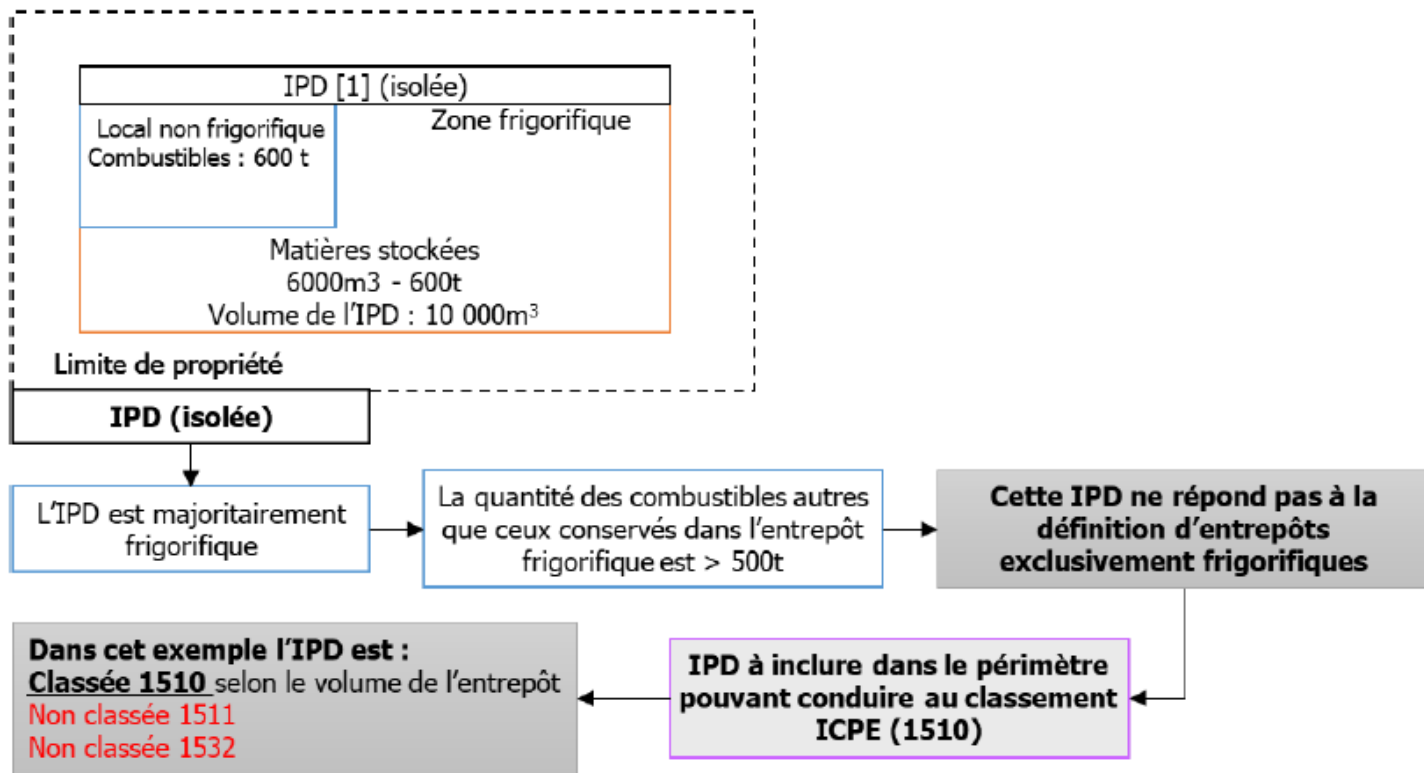 IPD [1] (isolée)
Local non frigorifique
Combustibles : 600 t
Zone frigorifique
Matières stockées
6000m3 - 600t
Volume de l'IPD : 10 000m³
Limite de propriété
IPD (isolée)
L'IPD est majoritairement
frigorifique
La quantité des combustibles autres
que ceux conservés dans l'entrepôt
frigorifique est > 500t
Cette IPD ne répond pas à la
définition d'entrepôts
exclusivement frigorifiques
IPD à inclure dans le périmètre
pouvant conduire au classement
ICPE (1510)
Dans cet exemple l'IPD est :
Classée 1510 selon le volume de l'entrepôt
Non classée 1511
Non classée 1532